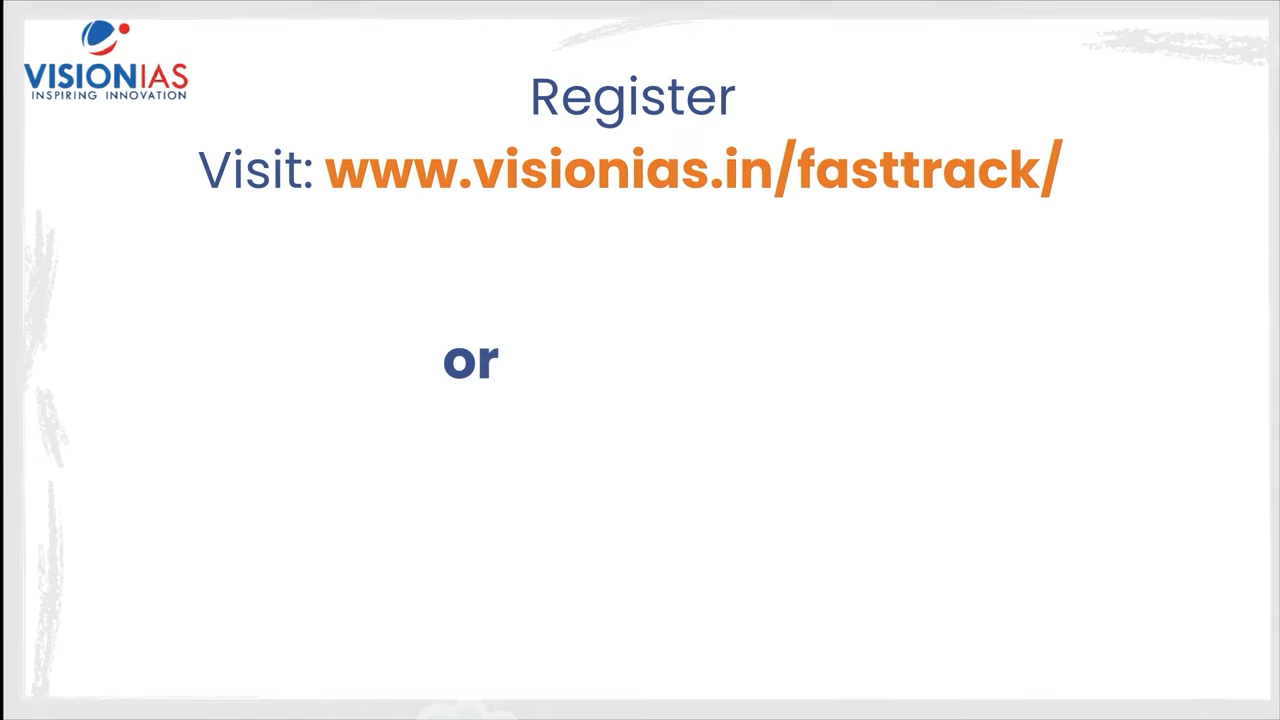 VISIONIAS
INSPIRING INNOVATION
Register
Visit: www.visionias.in/fasttrack/
or